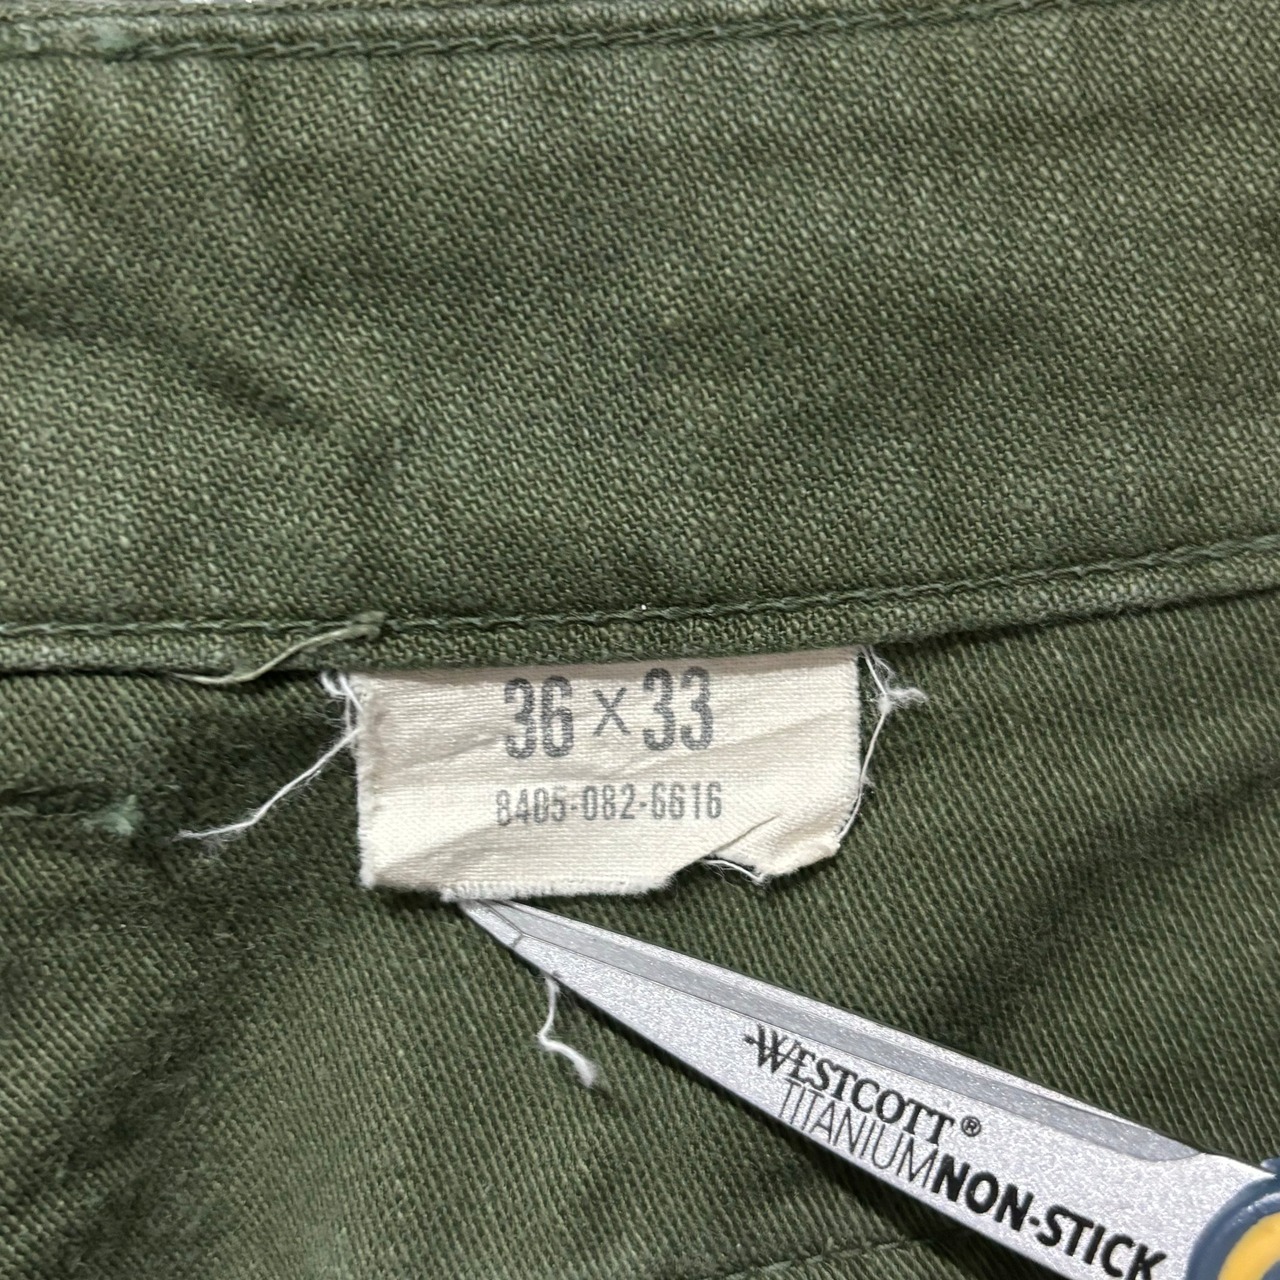 36 × 33
8405-082-6616
WESTCOTT®
TITANIUMNON-STICK